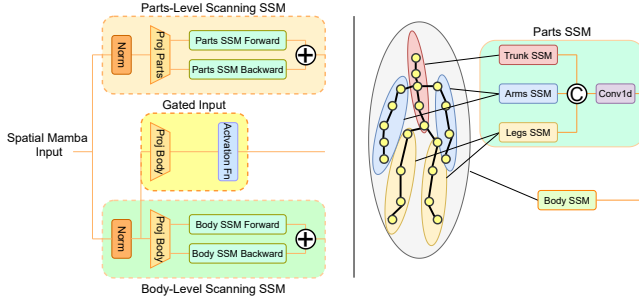 Parts-Level Scanning SSM
Norm
Proj Parts
Parts SSM Forward
Parts SSM Backward
Gated Input
Spatial Mamba
Input
Proj Body
Activation Fn
Norm
Proj Body
Body SSM Forward
Body SSM Backward
Body-Level Scanning SSM
Parts SSM
Trunk SSM
Arms SSM
C
Conv1d
Legs SSM
Body SSM